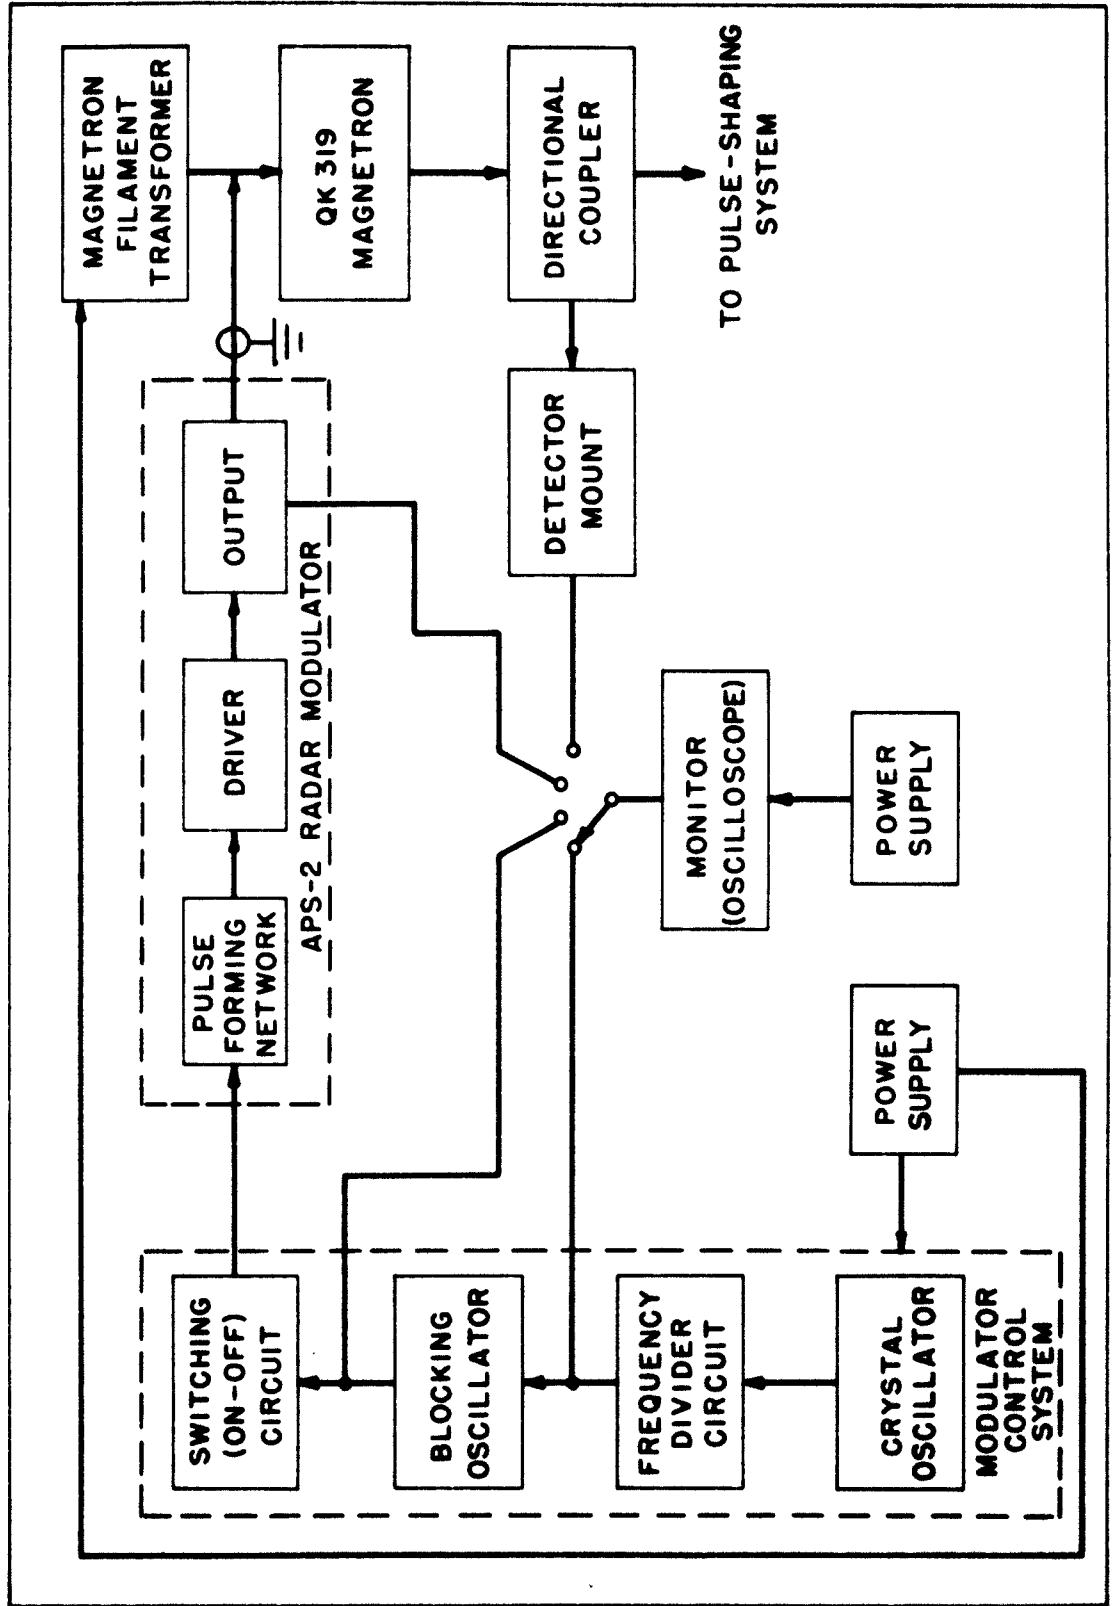 MAGNETRON
FILAMENT
TRANSFORMER
QK 319
MAGNETRON
DIRECTIONAL
COUPLER
TO PULSE-SHAPING
SYSTEM
OUTPUT
DRIVER
PULSE
FORMING
NETWORK
APS-2 RADAR MODULATOR
DETECTOR
MOUNT
MONITOR
(OSCILLOSCOPE)
POWER
SUPPLY
POWER
SUPPLY
SWITCHING
(ON-OFF)
CIRCUIT
BLOCKING
OSCILLATOR
FREQUENCY
DIVIDER
CIRCUIT
CRYSTAL
OSCILLATOR
MODULATOR
CONTROL
SYSTEM